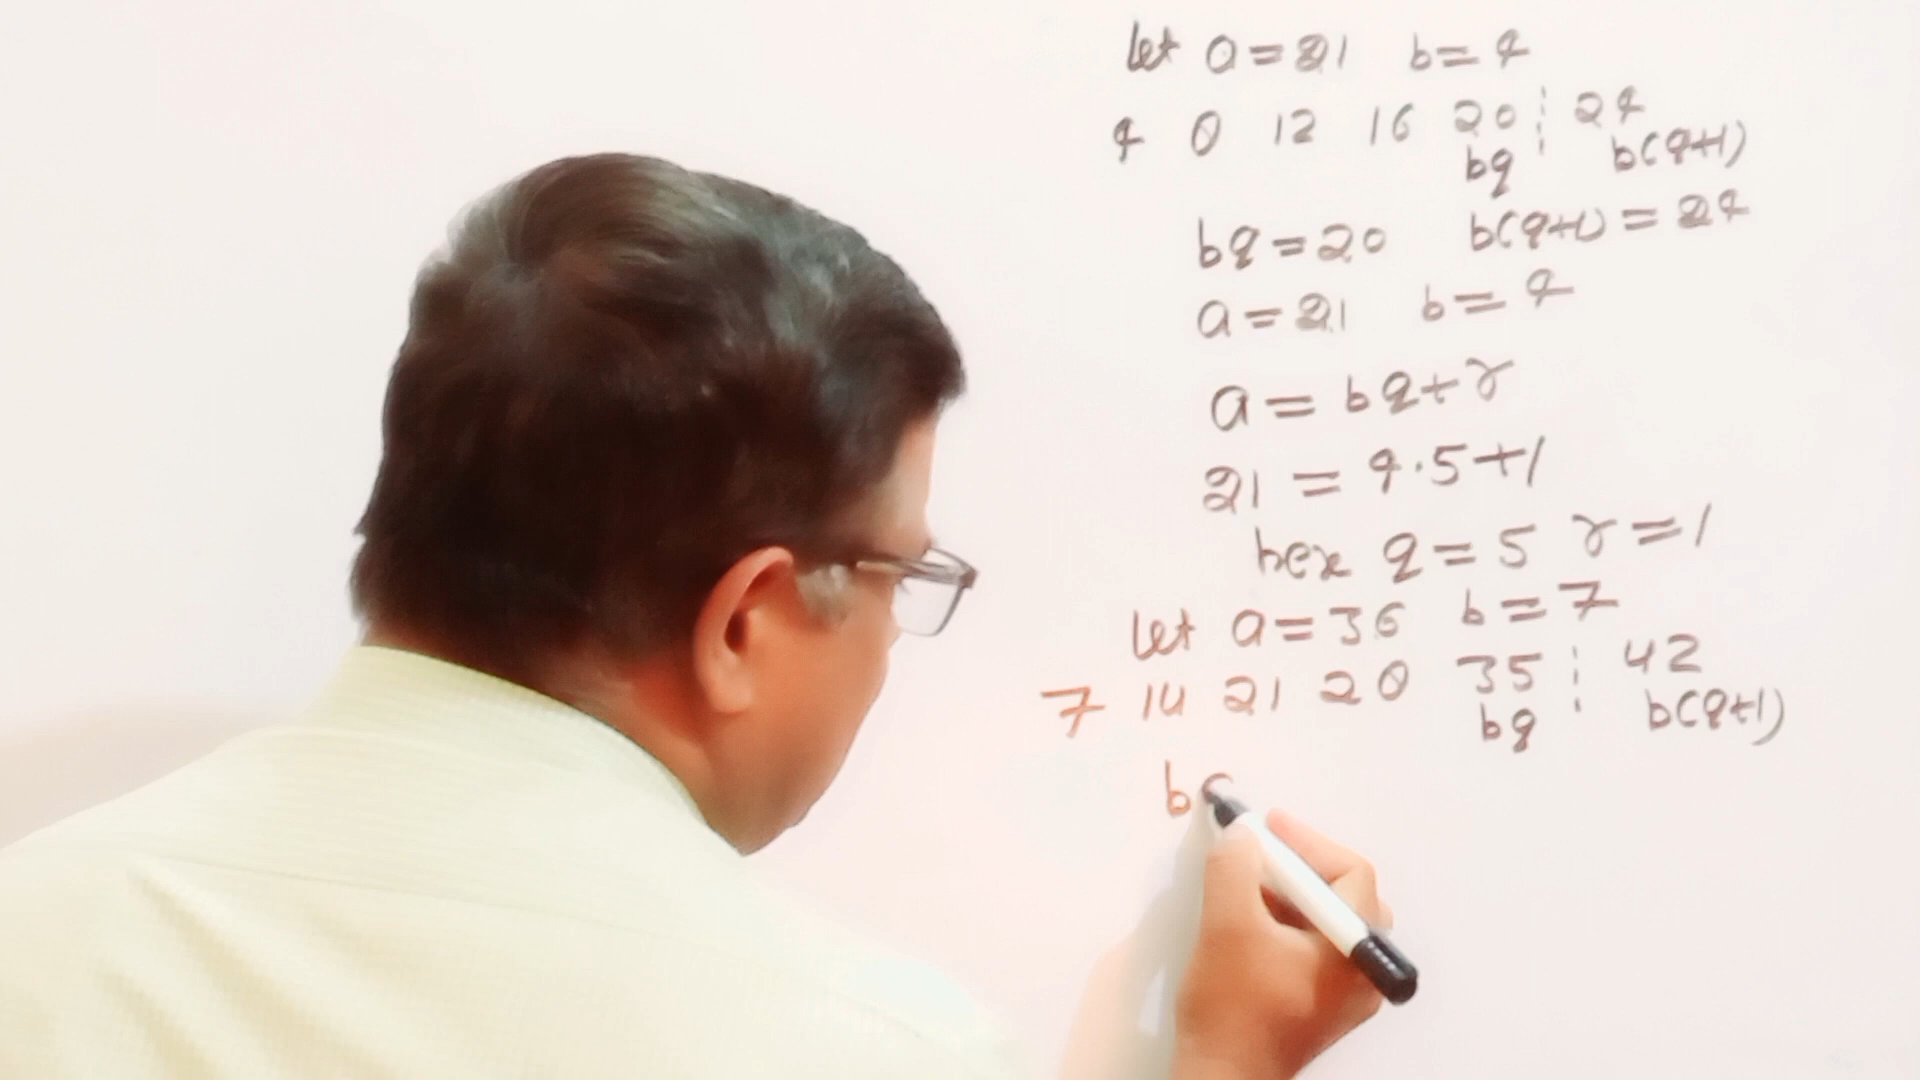 let a = 21 b = 4
4 8 12 16 20 24
bq b(q+1)
bq = 20 b(q+1) = 24
a = 21 b = 4
a = bq + r
21 = 4.5 + 1
her q = 5 r = 1
let a = 36 b = 7
7 14 21 28 35 42
bq b(q+1)
b